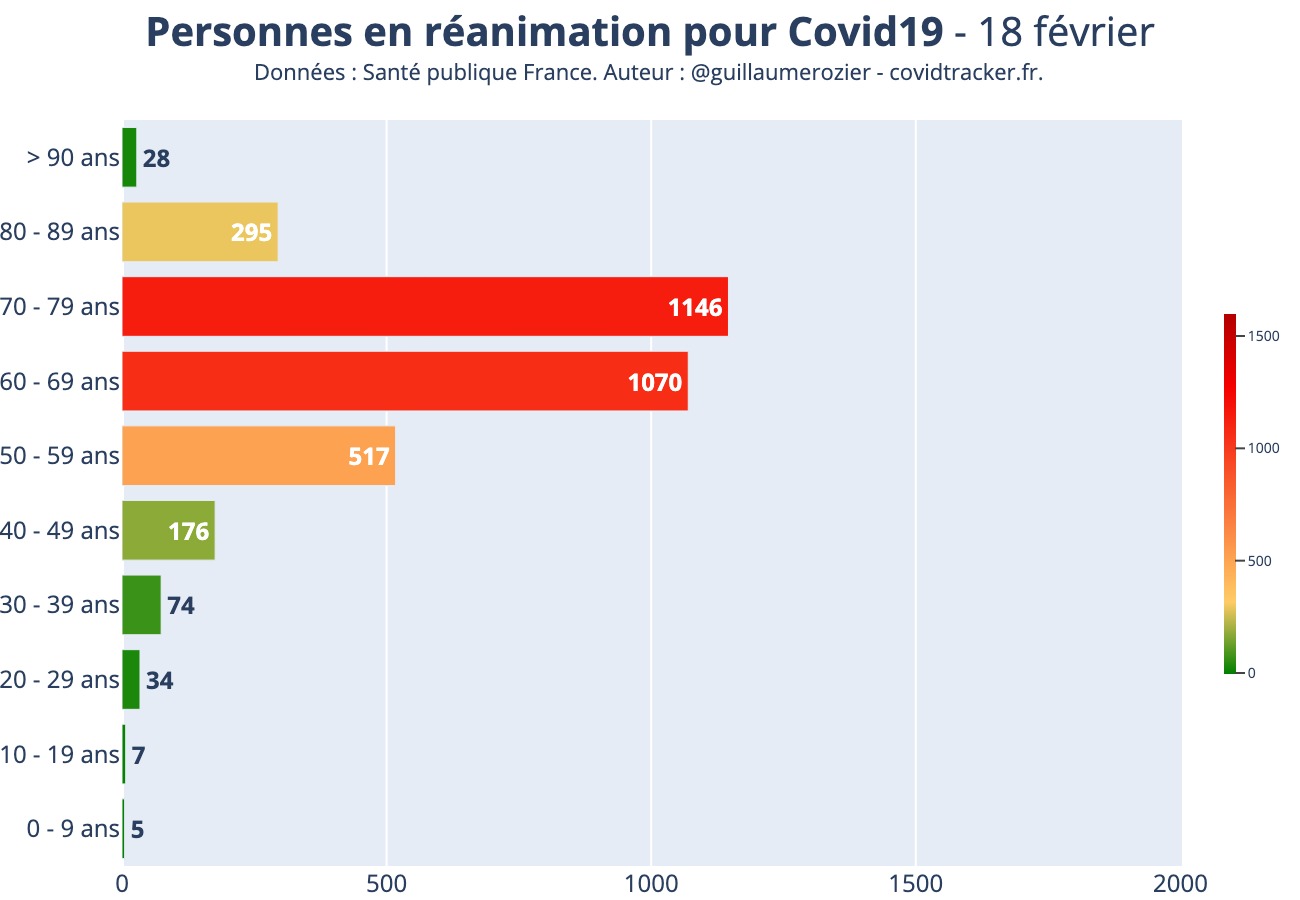 Personnes en réanimation pour Covid19 - 18 février
Données : Santé publique France. Auteur : @guillaumerozier - covidtracker.fr.
> 90 ans 28
80 - 89 ans 295
70 - 79 ans 1146
60 - 69 ans 1070
50 - 59 ans 517
40 - 49 ans 176
30 - 39 ans 74
20 - 29 ans 34
10 - 19 ans 7
0 - 9 ans 5
0 500 1000 1500 2000
1500
1000
500
0